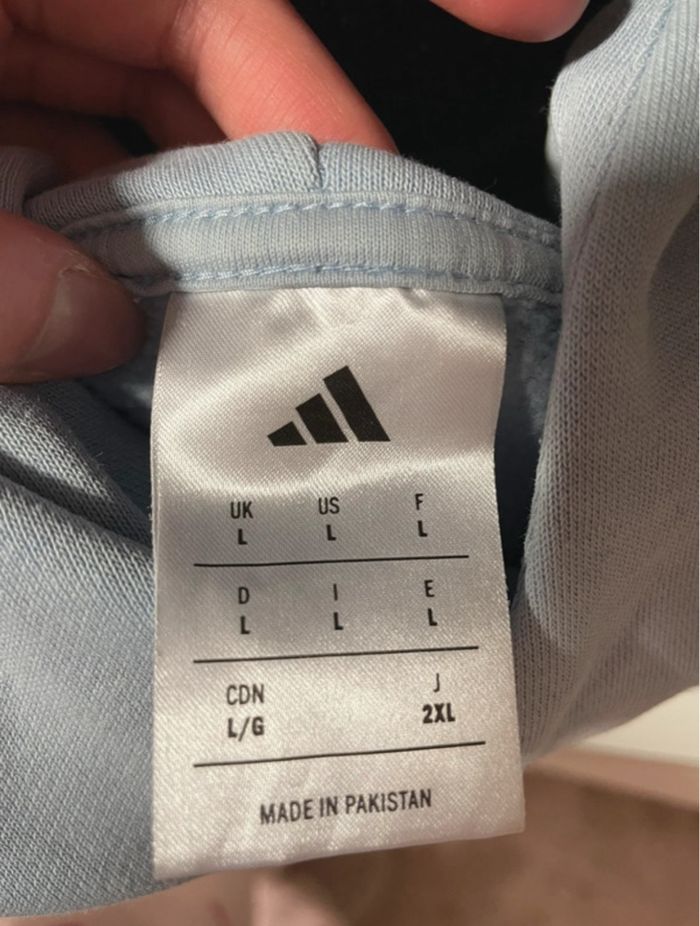 UK US F
L L L
D I E
L L L
CDN J
L/G 2XL
MADE IN PAKISTAN